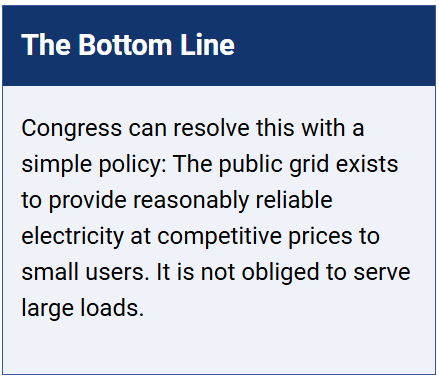 The Bottom Line
Congress can resolve this with a
simple policy: The public grid exists
to provide reasonably reliable
electricity at competitive prices to
small users. It is not obliged to serve
large loads.